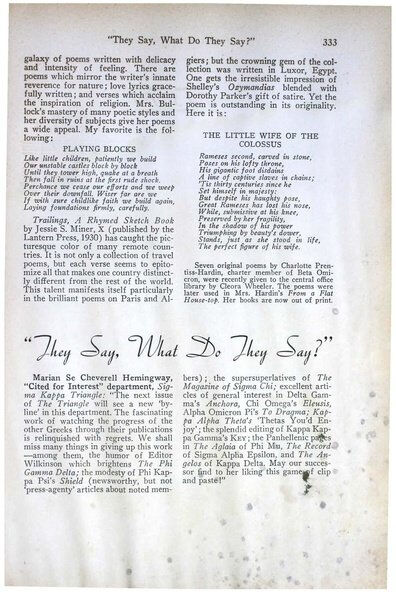 "They Say, What Do They Say?" 333
galaxy of poems written with delicacy
and intensity of feeling. There are
poems which mirror the writer's innate
reverence for nature; love lyrics grace-
fully written; and verses which acclaim
the inspiration of religion. Mrs. Bul-
lock's mastery of many poetic styles and
her diversity of subjects give her poems
a wide appeal. My favorite is the fol-
lowing:
PLAYING BLOCKS
Like little children, patiently we build
Our unstable castles block by block
Until they tower high, quake at a breath
Then fall in ruins at the first rude shock.
Perchance we cease our efforts and we weep
Over their downfall. Wiser far are we
If with sure childlike faith we build again,
Laying foundations firmly, carefully.
Trailings, A Rhymed Sketch Book
by Jessie S. Miner, X (published by the
Lantern Press, 1930) has caught the pic-
turesque color of many remote coun-
tries. It is not only a collection of travel
poems, but each verse seems to epito-
mize all that makes one country distinct-
ly different from the rest of the world.
This talent manifests itself particularly
in the brilliant poems on Paris and Al-
giers; but the crowning gem of the col-
lection was written in Luxor, Egypt.
One gets the irresistible impression of
Shelley's Ozymandias blended with
Dorothy Parker's gift of satire. Yet the
poem is outstanding in its originality.
Here it is:
THE LITTLE WIFE OF THE
COLOSSUS
Rameses second, carved in stone,
Poses on his lofty throne,
His gigantic foot disdains
A line of captive slaves in chains;
'Tis thirty centuries since he
Set himself in majesty:
But despite his haughty pose,
Great Rameses has lost his nose,
While, submissive at his knee,
Preserved by her fragility,
In the shadow of his power
Triumphing by beauty's dower,
Stands, just as she stood in life,
The perfect figure of his wife.
Seven original poems by Charlotte Pren-
tiss-Hardin, charter member of Beta Omi-
cron, were recently given to the central office
library by Cleora Wheeler. The poems were
later used in Mrs. Hardin's From a Flat
House-top. Her books are now out of print.
"They Say, What Do They Say?"
Marian Se Cheverell Hemingway,
"Cited for Interest" department, Sig-
ma Kappa Triangle: "The next issue
of The Triangle will see a new 'by-
line' in this department. The fascinating
work of watching the progress of the
other Greeks through their publications
is relinquished with regrets. We shall
miss many things in giving up this work
—among them, the humor of Editor
Wilkinson which brightens The Phi
Gamma Delta; the modesty of Phi Kap-
pa Psi's Shield (newsworthy, but not
'press-agenty' articles about noted mem-
bers); the supersuperlatives of The
Magazine of Sigma Chi; excellent arti-
cles of general interest in Delta Gam-
ma's Anchora, Chi Omega's Eleusis,
Alpha Omicron Pi's To Dragma; Kap-
pa Alpha Theta's 'Thetas You'd En-
joy'; the splendid editing of Kappa Kap-
pa Gamma's KEY; the Panhellenic pages
in The Aglaia of Phi Mu, The Record
of Sigma Alpha Epsilon, and The An-
gelos of Kappa Delta. May our succes-
sor find to her liking this game of clip
and paste!"